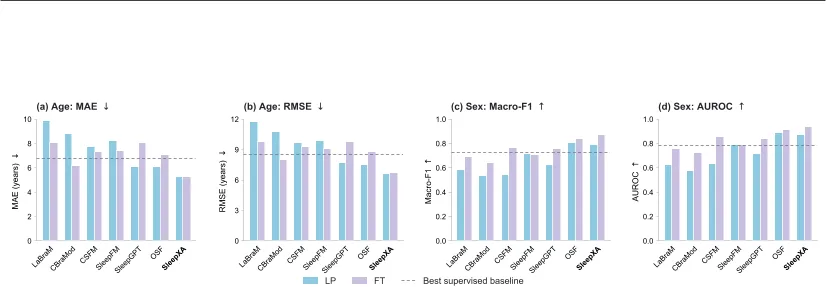 (a) Age: MAE ↓
MAE (years) ↓
10
8
6
4
2
0
LaBraM
CBraMod
CSFM
SleepFM
SleepGPT
OSF
SleepXA
(b) Age: RMSE ↓
RMSE (years) ↓
12
9
6
3
0
LaBraM
CBraMod
CSFM
SleepFM
SleepGPT
OSF
SleepXA
(c) Sex: Macro-F1 ↑
Macro-F1 ↑
1.0
0.8
0.6
0.4
0.2
0.0
LaBraM
CBraMod
CSFM
SleepFM
SleepGPT
OSF
SleepXA
(d) Sex: AUROC ↑
AUROC ↑
1.0
0.8
0.6
0.4
0.2
0.0
LaBraM
CBraMod
CSFM
SleepFM
SleepGPT
OSF
SleepXA
LP FT Best supervised baseline